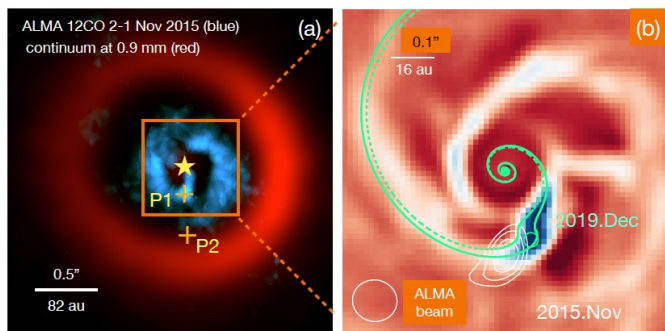 ALMA 12CO 2-1 Nov 2015 (blue)
continuum at 0.9 mm (red)
(a)
P1
P2
0.5”
82 au
0.1”
16 au
(b)
2019.Dec
ALMA
beam
2015.Nov